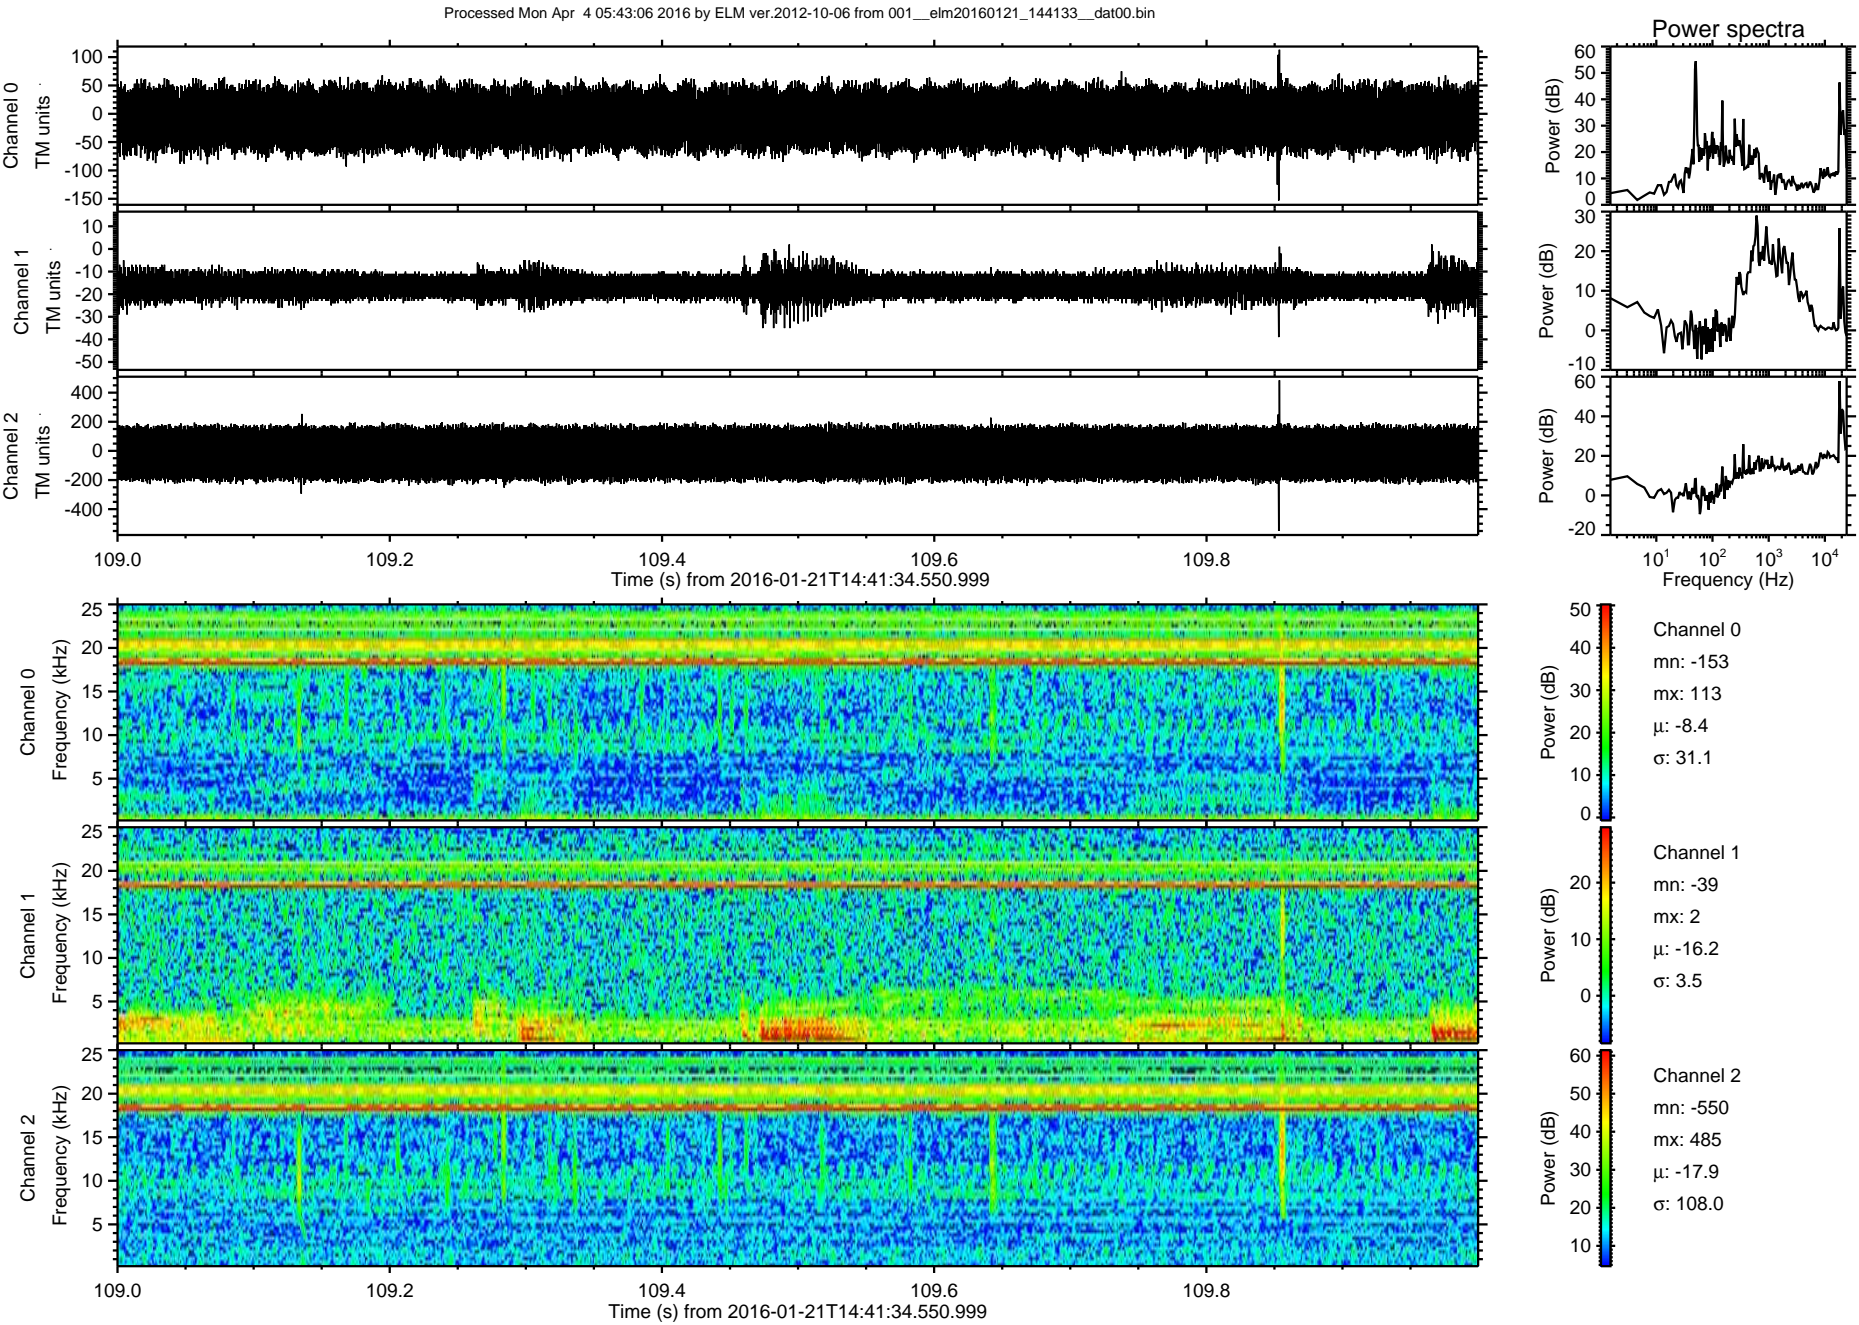 Processed Mon Apr  4 05:43:06 2016 by ELM ver.2012-10-06 from 001__elm20160121_144133__dat00.bin
Power spectra
Channel 0
TM units
100
50
0
-50
-100
-150
Power (dB)
60
50
40
30
20
10
0
Channel 1
TM units
10
0
-10
-20
-30
-40
-50
Power (dB)
30
20
10
0
-10
Channel 2
TM units
400
200
0
-200
-400
Power (dB)
60
40
20
0
-20
109.0
109.2
109.4
109.6
109.8
Time (s) from 2016-01-21T14:41:34.550.999
10^1
10^2
10^3
10^4
Frequency (Hz)
Channel 0
Frequency (kHz)
25
20
15
10
5
Power (dB)
50
40
30
20
10
0
Channel 0
mn: -153
mx: 113
μ: -8.4
σ: 31.1
Channel 1
Frequency (kHz)
25
20
15
10
5
Power (dB)
20
10
0
Channel 1
mn: -39
mx: 2
μ: -16.2
σ: 3.5
Channel 2
Frequency (kHz)
25
20
15
10
5
Power (dB)
60
50
40
30
20
10
Channel 2
mn: -550
mx: 485
μ: -17.9
σ: 108.0
109.0
109.2
109.4
109.6
109.8
Time (s) from 2016-01-21T14:41:34.550.999